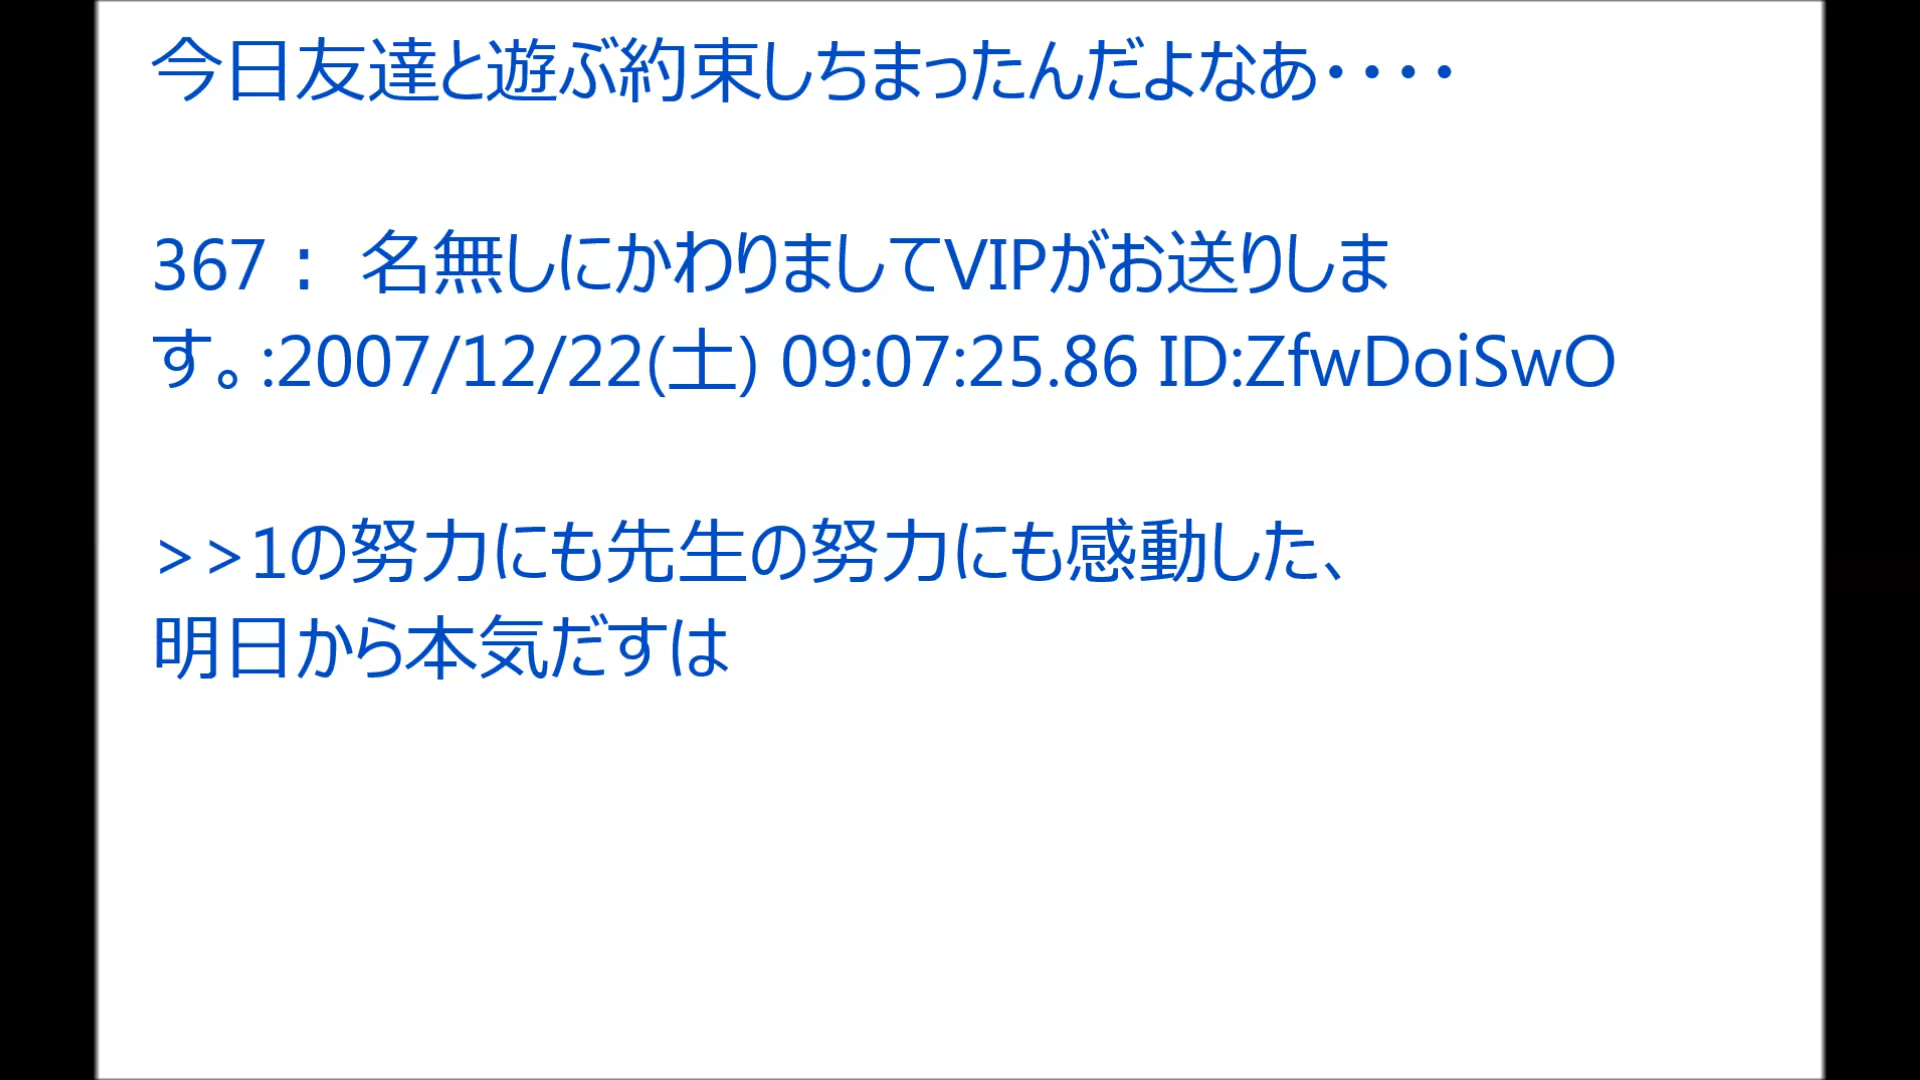 今日友達と遊ぶ約束しちまったんだよなあ・・・・
367： 名無しにかわりましてVIPがお送りしま
す。:2007/12/22(土) 09:07:25.86 ID:ZfwDoiSwO
>>1の努力にも先生の努力にも感動した、
明日から本気だすは